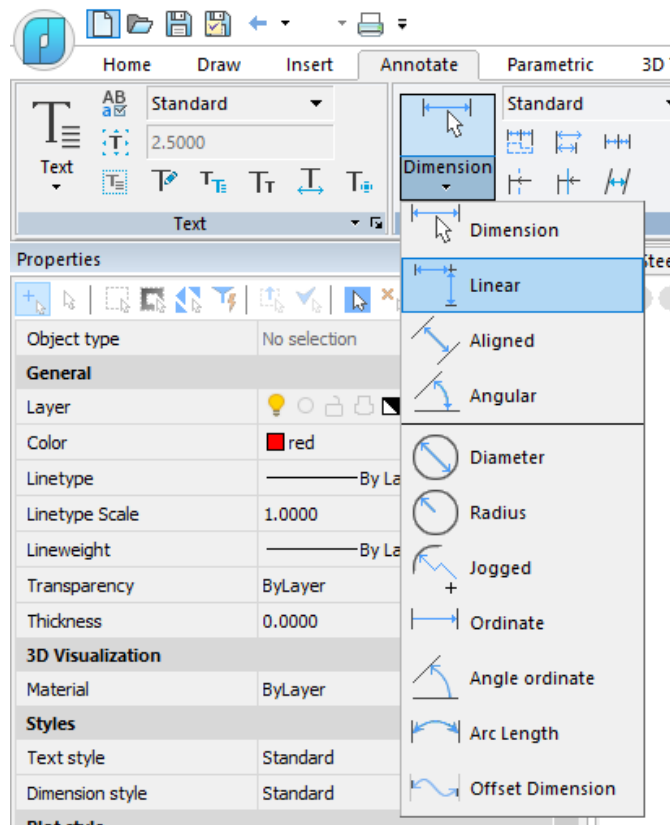 Home Draw Insert Annotate Parametric 3D
AB
a
Standard
Standard
T
2.5000
Text
Dimension
Text
Dimension
Properties
Linear
Object type No selection
Aligned
General
Layer
Angular
Color red
Linetype By La
Diameter
Linetype Scale 1.0000
Radius
Lineweight By La
Jogged
Transparency ByLayer
Thickness 0.0000
Ordinate
3D Visualization
Angle ordinate
Material ByLayer
Styles
Arc Length
Text style Standard
Offset Dimension
Dimension style Standard